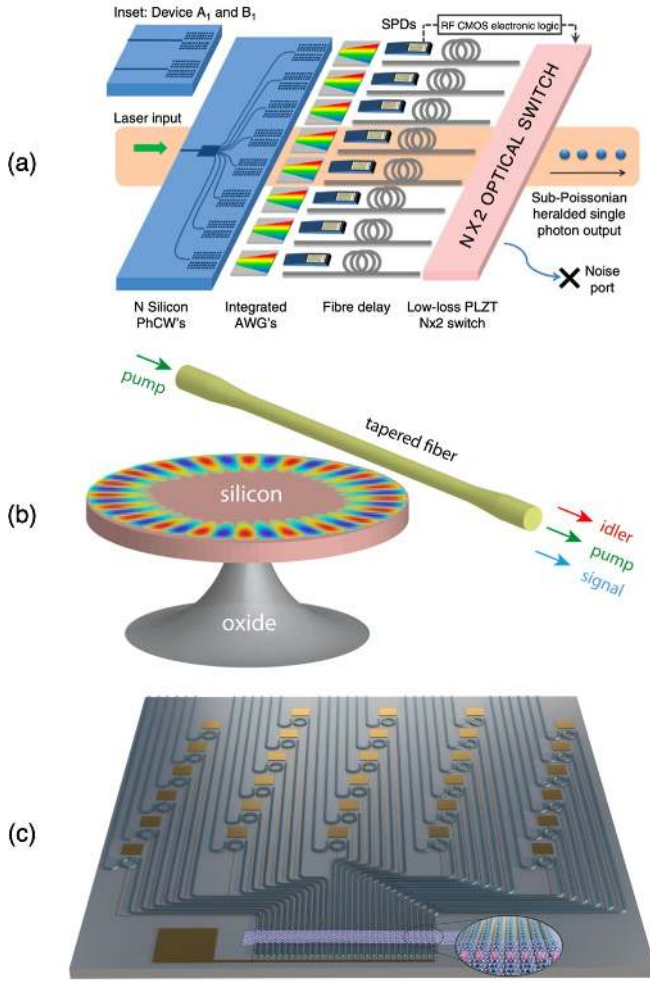 Inset: Device A1 and B1
SPDs
RF CMOS electronic logic
Laser input
(a)
NX2 OPTICAL SWITCH
Sub-Poissonian
heralded single
photon output
Noise
port
N Silicon
PhCW's
Integrated
AWG's
Fibre delay
Low-loss PLZT
Nx2 switch
pump
tapered fiber
silicon
(b)
idler
pump
signal
oxide
(c)